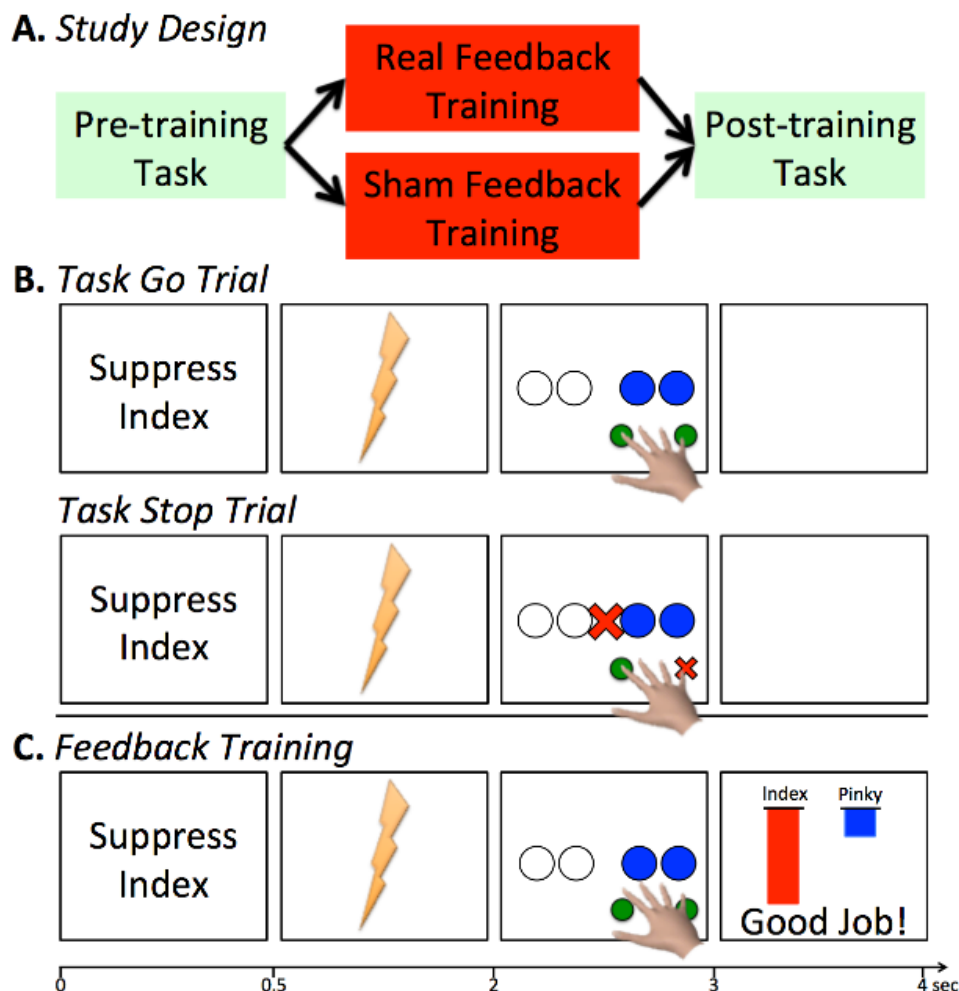 A. Study Design
Real Feedback
Training
Pre-training
Task
Post-training
Task
Sham Feedback
Training
B. Task Go Trial
Suppress
Index
Task Stop Trial
Suppress
Index
C. Feedback Training
Suppress
Index
Index Pinky
Good Job!
0 0.5 2 3 4 sec